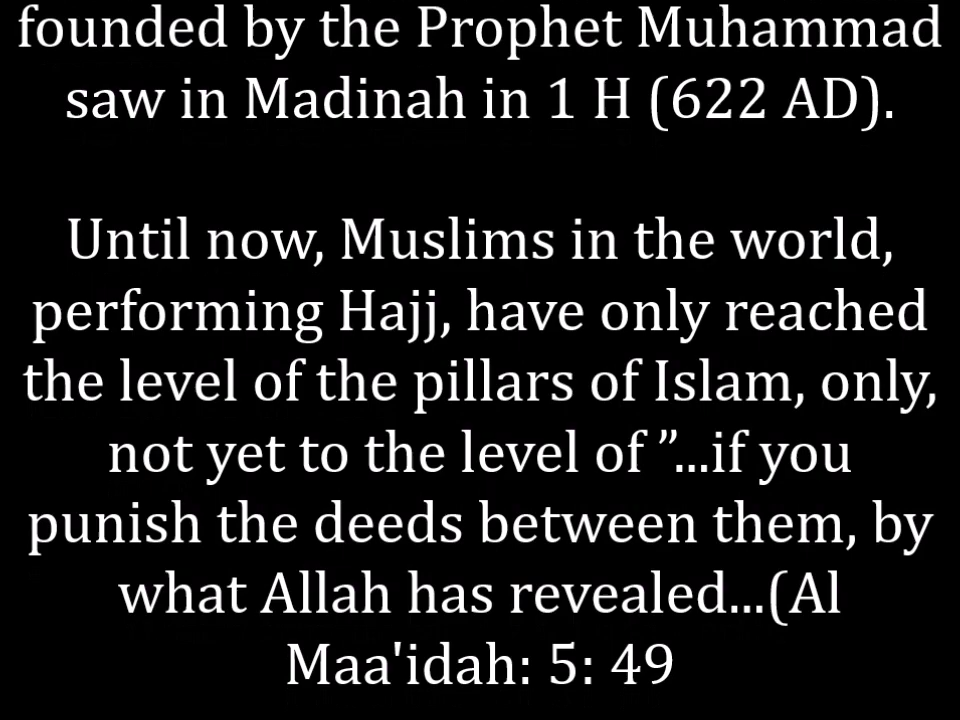 founded by the Prophet Muhammad
saw in Madinah in 1 H (622 AD).
Until now, Muslims in the world,
performing Hajj, have only reached
the level of the pillars of Islam, only,
not yet to the level of ”...if you
punish the deeds between them, by
what Allah has revealed...(Al
Maa'idah: 5: 49